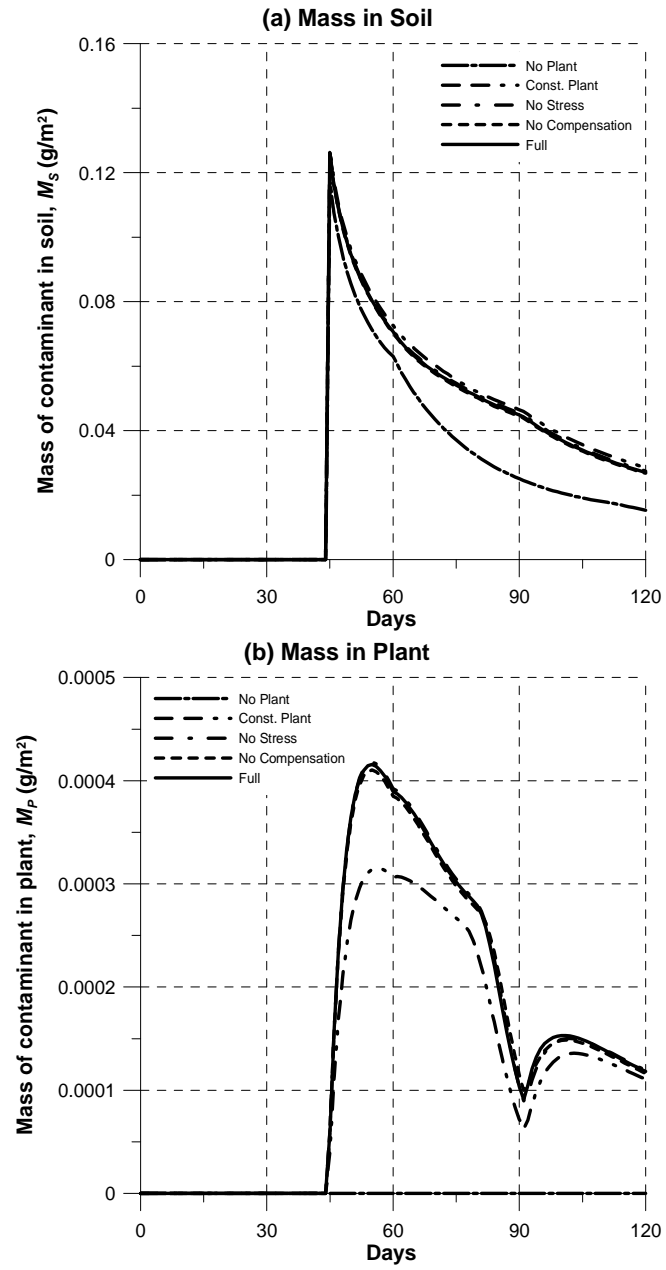 (a) Mass in Soil
Mass of contaminant in soil, M_S (g/m²)
0.16
0.12
0.08
0.04
0
No Plant
Const. Plant
No Stress
No Compensation
Full
0 30 60 90 120
Days
(b) Mass in Plant
Mass of contaminant in plant, M_P (g/m²)
0.0005
0.0004
0.0003
0.0002
0.0001
0
No Plant
Const. Plant
No Stress
No Compensation
Full
0 30 60 90 120
Days